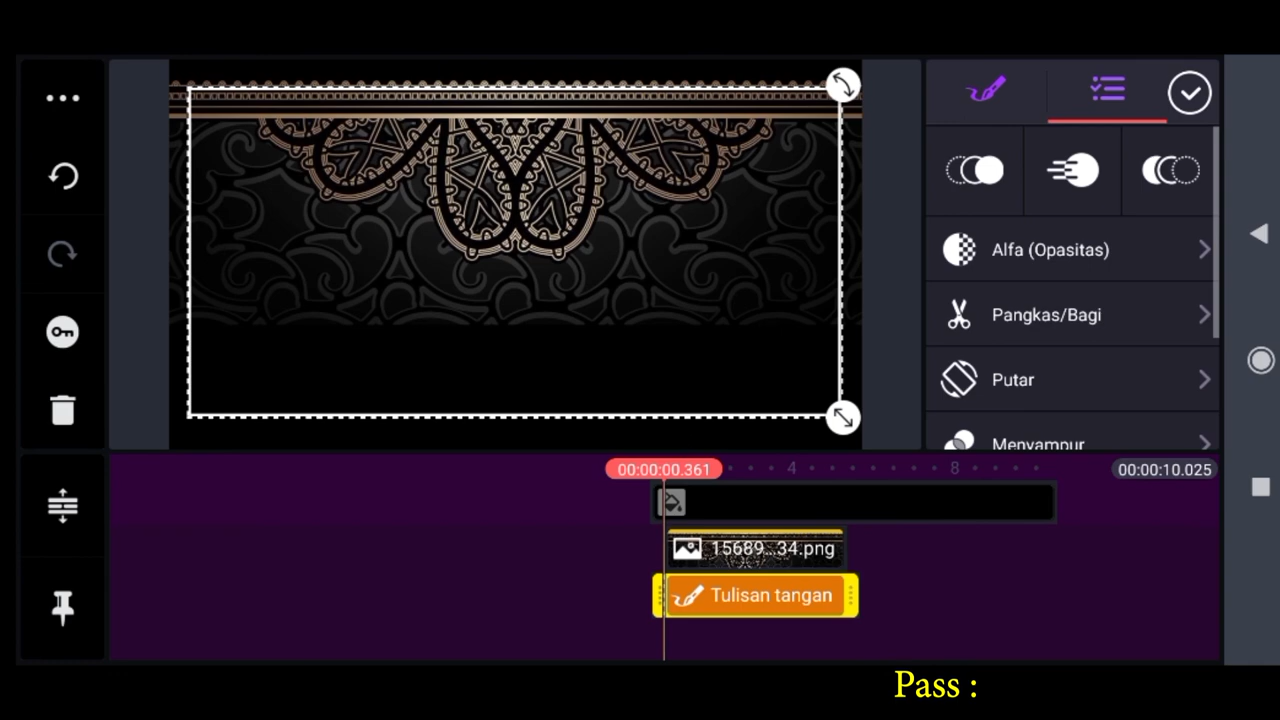 Alfa (Opasitas)
Pangkas/Bagi
Putar
Menyampur
00:00:00.361
4
8
00:00:10.025
15689...34.png
Tulisan tangan
Pass :